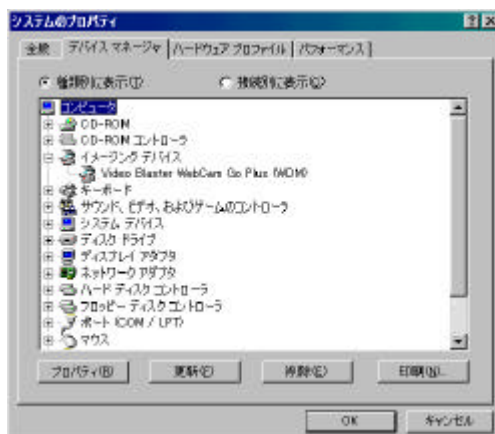 システムのプロパティ
全般 デバイス マネージャ ハードウェア プロファイル パフォーマンス
種類別に表示(T) 接続別に表示(C)
コンピュータ
CD-ROM
CD-ROM コントローラ
イメージング デバイス
Video Blaster WebCam Go Plus (WDM)
キーボード
サウンド、ビデオ、およびゲームのコントローラ
システム デバイス
ディスク ドライブ
ディスプレイ アダプタ
ネットワーク アダプタ
ハード ディスク コントローラ
フロッピー ディスク コントローラ
ポート (COM / LPT)
マウス
プロパティ(R) 更新(F) 削除(E) 印刷(N)...
OK キャンセル